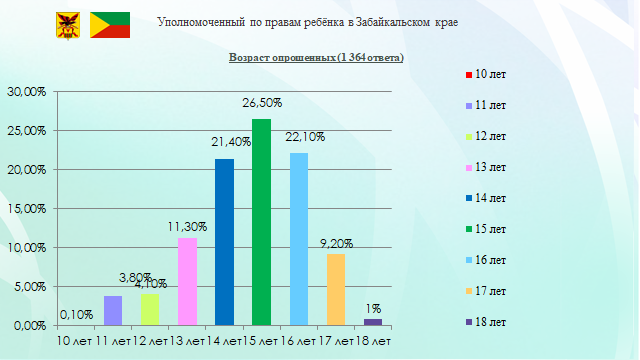 Уполномоченный по правам ребёнка в Забайкальском крае
Возраст опрошенных (1 364 ответа)
30,00%
25,00%
20,00%
15,00%
10,00%
5,00%
0,00%
0,10%
3,80%
4,10%
11,30%
21,40%
26,50%
22,10%
9,20%
1%
10 лет 11 лет 12 лет 13 лет 14 лет 15 лет 16 лет 17 лет 18 лет
10 лет
11 лет
12 лет
13 лет
14 лет
15 лет
16 лет
17 лет
18 лет